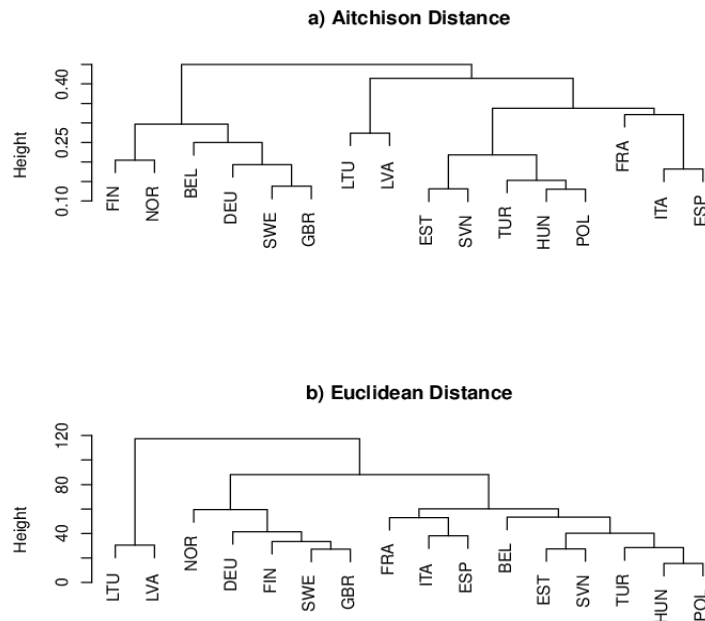 a) Aitchison Distance
Height
0.40
0.25
0.10
FIN
NOR
BEL
DEU
SWE
GBR
LTU
LVA
EST
SVN
TUR
HUN
POL
FRA
ITA
ESP
b) Euclidean Distance
Height
120
80
40
0
LTU
LVA
NOR
DEU
FIN
SWE
GBR
FRA
ITA
ESP
BEL
EST
SVN
TUR
HUN
POL